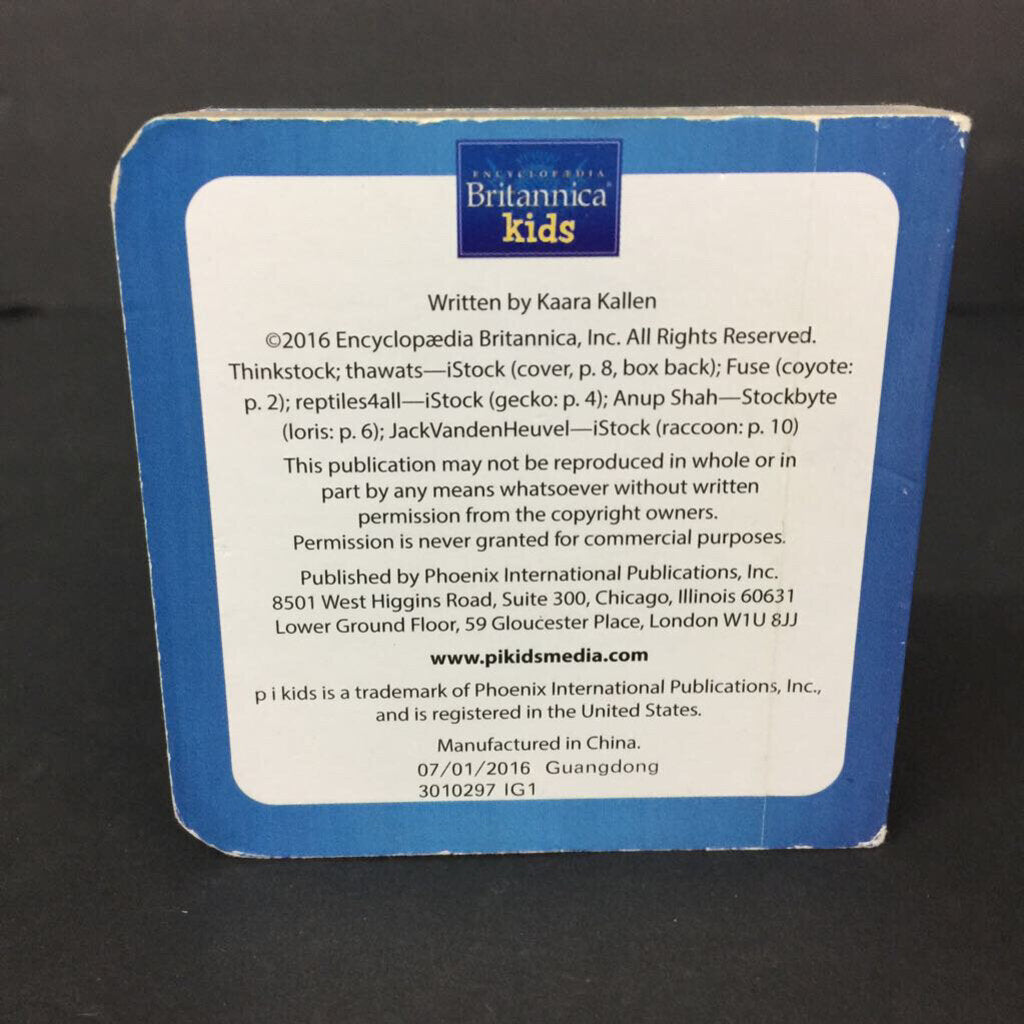 ENCYCLOPÆDIA
Britannica®
kids
Written by Kaara Kallen
©2016 Encyclopædia Britannica, Inc. All Rights Reserved.
Thinkstock; thawats—iStock (cover, p. 8, box back); Fuse (coyote:
p. 2); reptiles4all—iStock (gecko: p. 4); Anup Shah—Stockbyte
(loris: p. 6); JackVandenHeuvel—iStock (raccoon: p. 10)
This publication may not be reproduced in whole or in
part by any means whatsoever without written
permission from the copyright owners.
Permission is never granted for commercial purposes.
Published by Phoenix International Publications, Inc.
8501 West Higgins Road, Suite 300, Chicago, Illinois 60631
Lower Ground Floor, 59 Gloucester Place, London W1U 8JJ
www.pikidsmedia.com
p i kids is a trademark of Phoenix International Publications, Inc.,
and is registered in the United States.
Manufactured in China.
07/01/2016 Guangdong
3010297 IG1